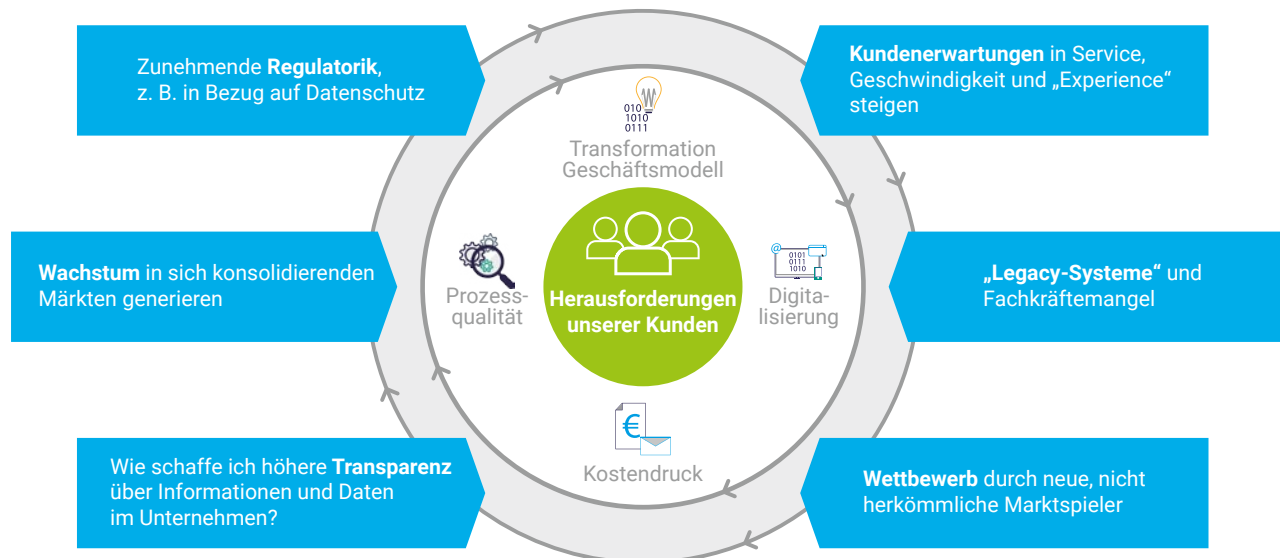 Zunehmende Regulatorik,
z. B. in Bezug auf Datenschutz
Kundenerwartungen in Service,
Geschwindigkeit und „Experience“
steigen
010
1010
0111
Transformation
Geschäftsmodell
Wachstum in sich konsolidierenden
Märkten generieren
Prozess-
qualität
Herausforderungen
unserer Kunden
@
0101
0111
1010
Digita-
lisierung
„Legacy-Systeme“ und
Fachkräftemangel
Wie schaffe ich höhere Transparenz
über Informationen und Daten
im Unternehmen?
€
Kostendruck
Wettbewerb durch neue, nicht
herkömmliche Marktspieler